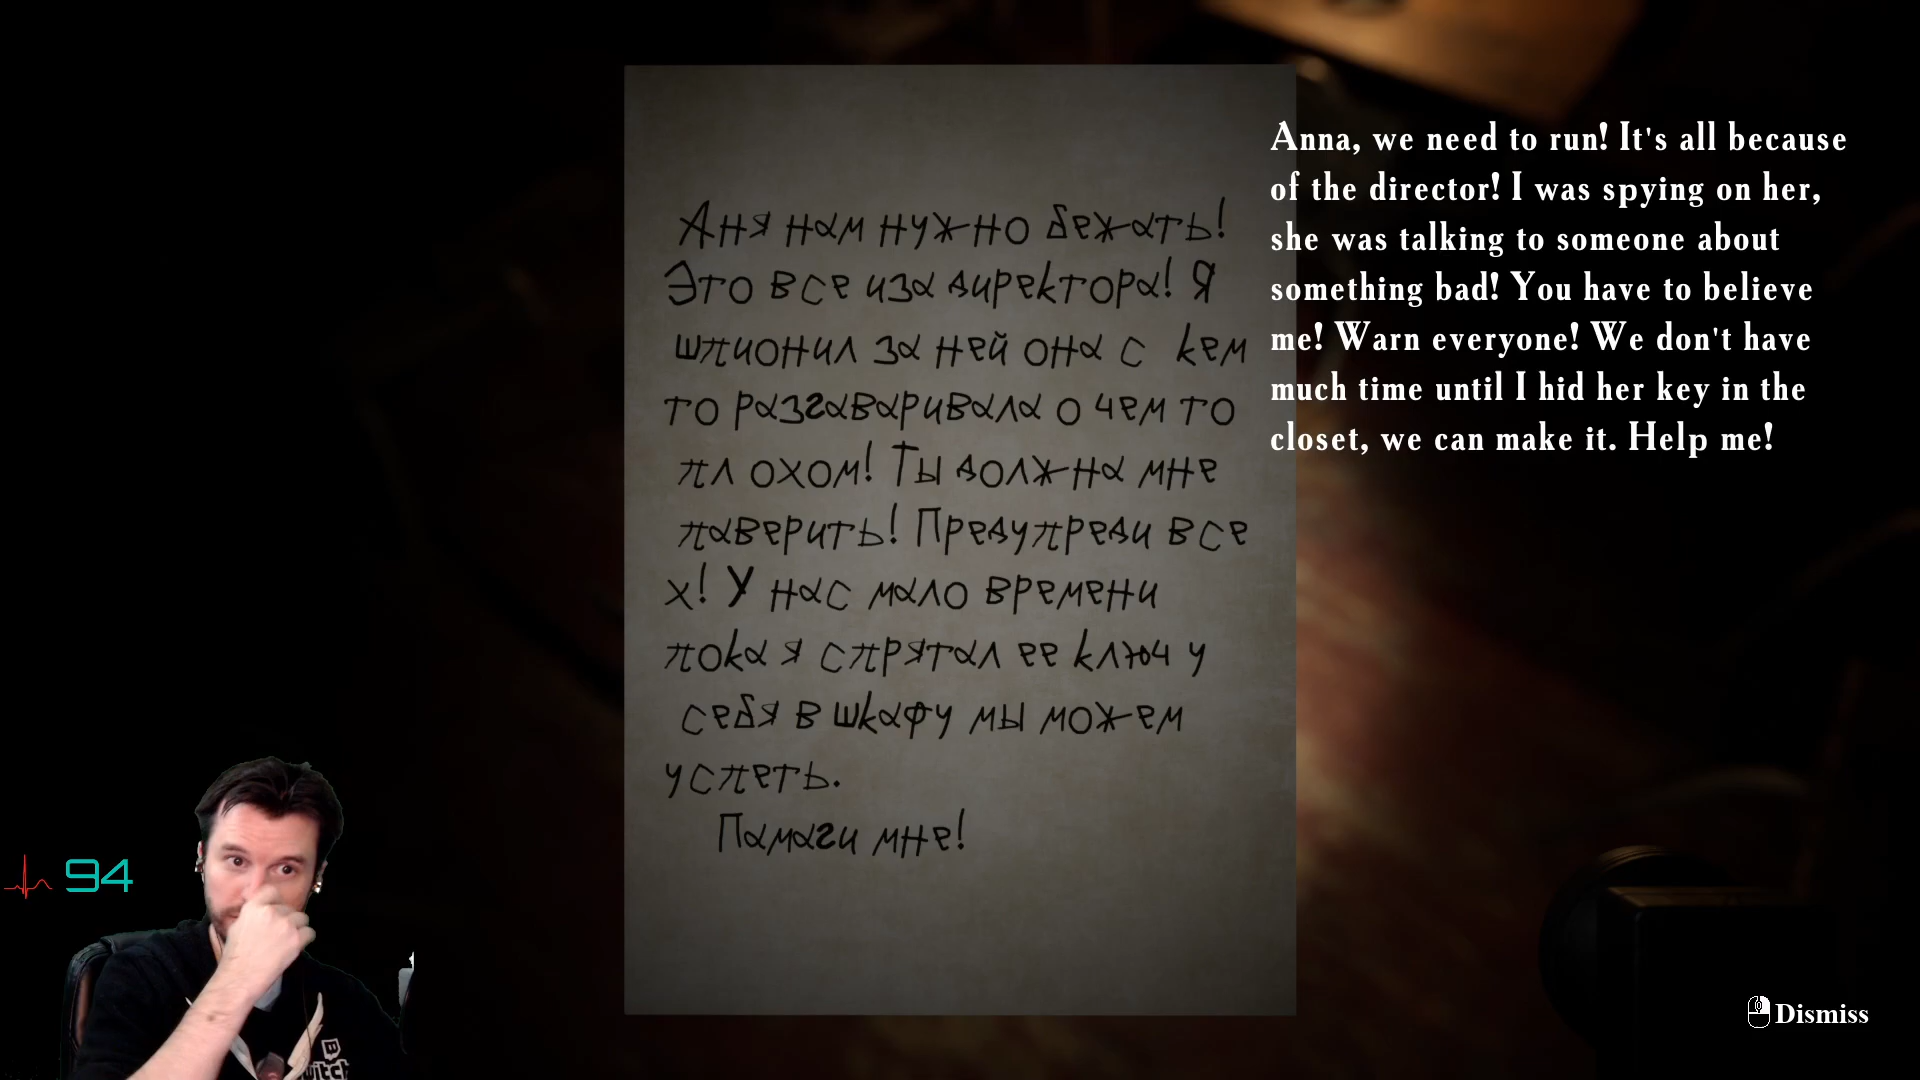 Аня нам нужно бежать!
Это все иза директора! Я
шпионил за ней она с кем
то разгаваривала о чем то
пл охом! Ты должна мне
паверить! Предупреди все
х! У нас мало времени
пока я спрятал ее ключ у
себя в шкафу мы можем
успеть.
Памаги мне!
Anna, we need to run! It's all because
of the director! I was spying on her,
she was talking to someone about
something bad! You have to believe
me! Warn everyone! We don't have
much time until I hid her key in the
closet, we can make it. Help me!
94
Dismiss